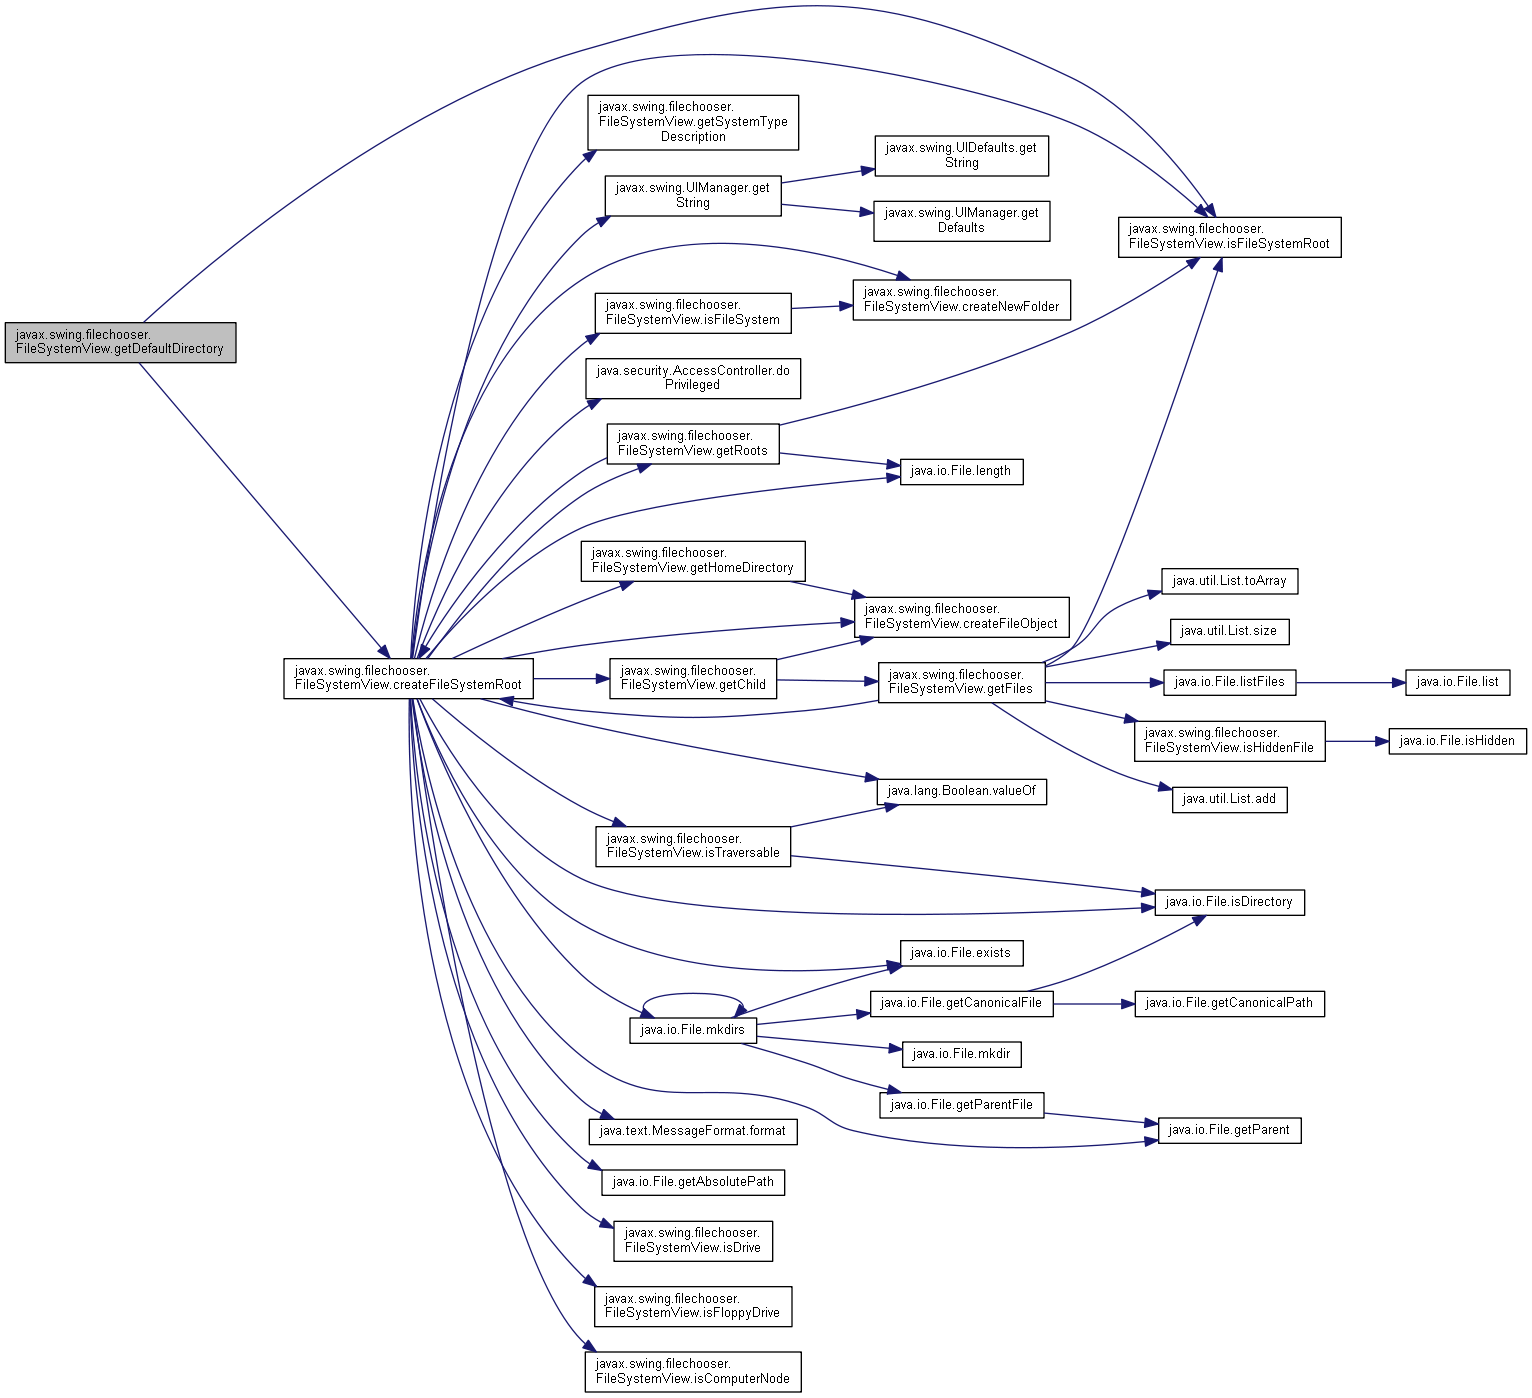 javax.swing.filechooser.
FileSystemView.getDefaultDirectory
javax.swing.filechooser.
FileSystemView.createFileSystemRoot
javax.swing.filechooser.
FileSystemView.getSystemType
Description
javax.swing.UIManager.get
String
javax.swing.filechooser.
FileSystemView.isFileSystem
java.security.AccessController.do
Privileged
javax.swing.filechooser.
FileSystemView.getRoots
javax.swing.filechooser.
FileSystemView.getHomeDirectory
javax.swing.filechooser.
FileSystemView.getChild
javax.swing.filechooser.
FileSystemView.isTraversable
java.io.File.mkdirs
java.text.MessageFormat.format
java.io.File.getAbsolutePath
javax.swing.filechooser.
FileSystemView.isDrive
javax.swing.filechooser.
FileSystemView.isFloppyDrive
javax.swing.filechooser.
FileSystemView.isComputerNode
javax.swing.UIDefaults.get
String
javax.swing.UIManager.get
Defaults
javax.swing.filechooser.
FileSystemView.createNewFolder
java.io.File.length
javax.swing.filechooser.
FileSystemView.createFileObject
javax.swing.filechooser.
FileSystemView.getFiles
java.lang.Boolean.valueOf
java.io.File.exists
java.io.File.getCanonicalFile
java.io.File.mkdir
java.io.File.getParentFile
javax.swing.filechooser.
FileSystemView.isFileSystemRoot
java.util.List.toArray
java.util.List.size
java.io.File.listFiles
javax.swing.filechooser.
FileSystemView.isHiddenFile
java.util.List.add
java.io.File.isDirectory
java.io.File.getCanonicalPath
java.io.File.getParent
java.io.File.list
java.io.File.isHidden